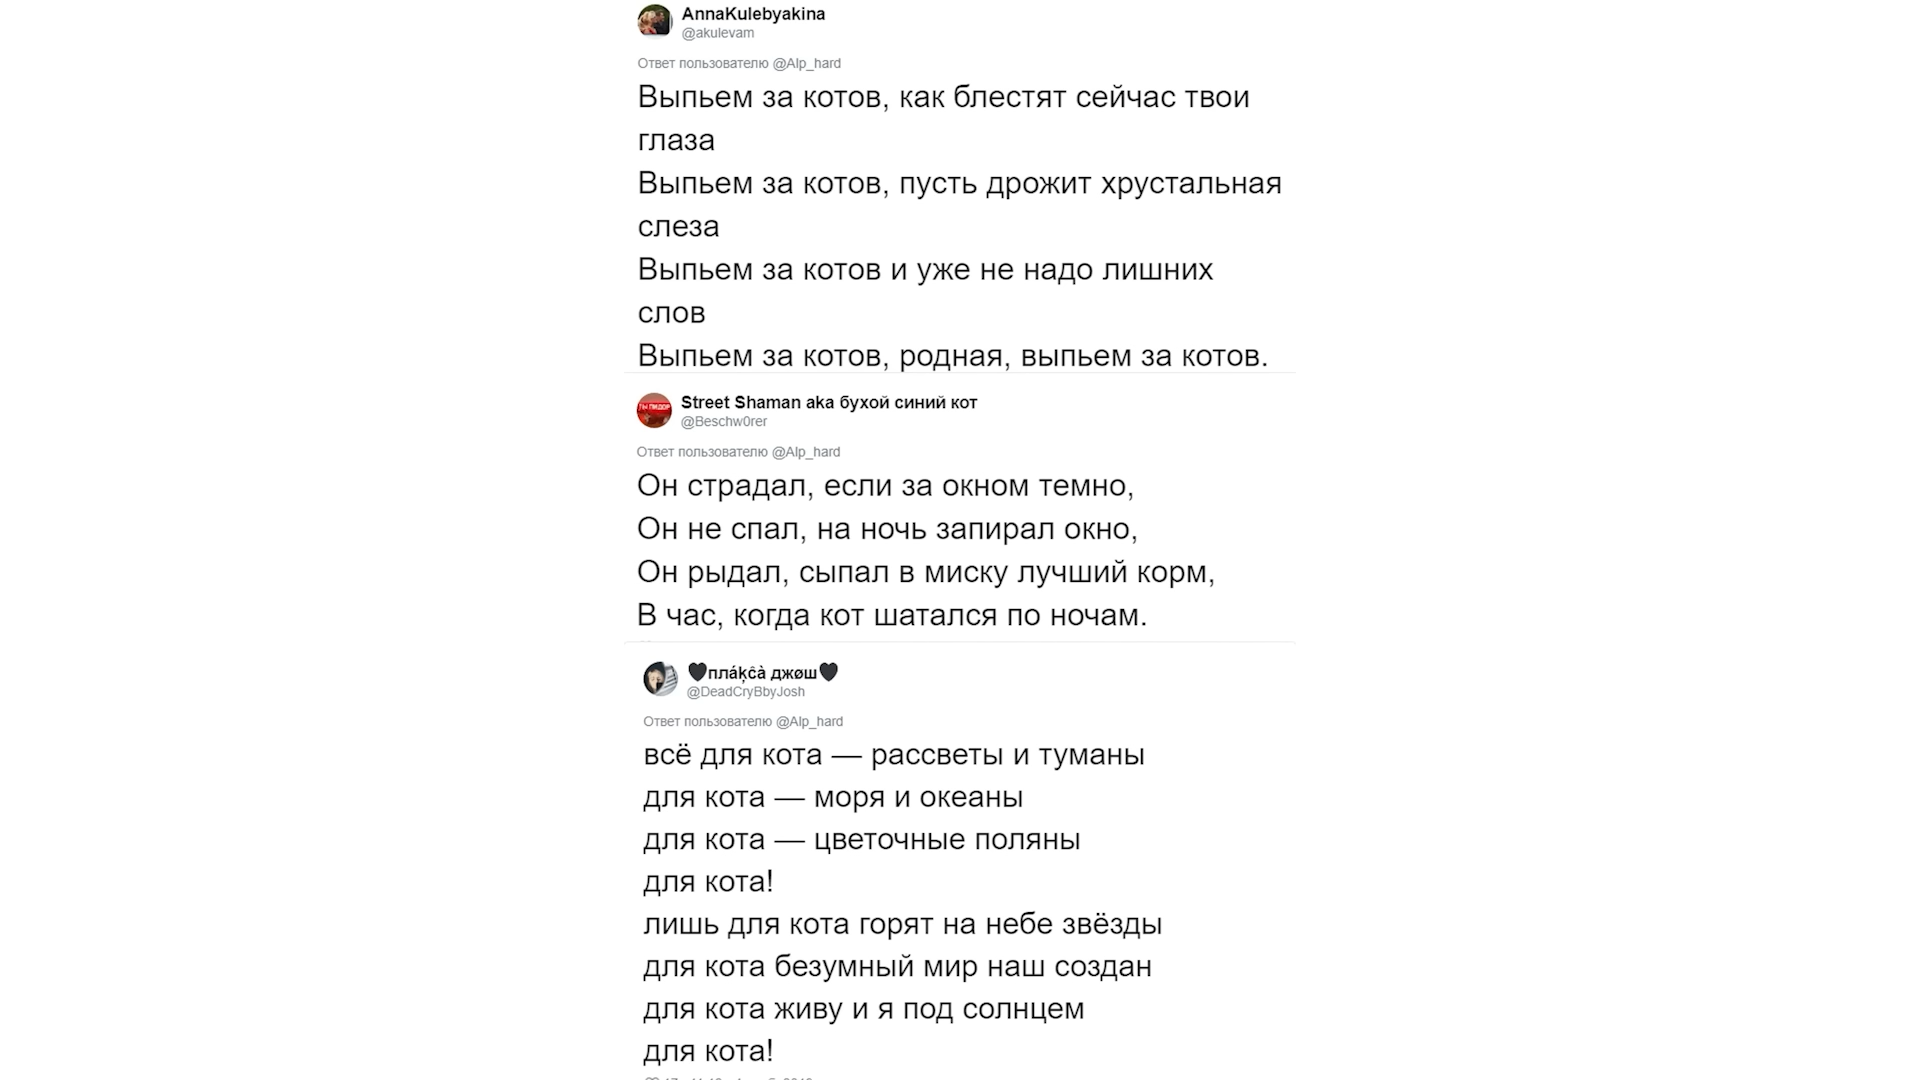 AnnaKulebyakina
@akulevam
Ответ пользователю @Alp_hard
Выпьем за котов, как блестят сейчас твои
глаза
Выпьем за котов, пусть дрожит хрустальная
слеза
Выпьем за котов и уже не надо лишних
слов
Выпьем за котов, родная, выпьем за котов.
Street Shaman aka бухой синий кот
@Beschw0rer
Ответ пользователю @Alp_hard
Он страдал, если за окном темно,
Он не спал, на ночь запирал окно,
Он рыдал, сыпал в миску лучший корм,
В час, когда кот шатался по ночам.
🖤плáķĉà джøш🖤
@DeadCryBbyJosh
Ответ пользователю @Alp_hard
всё для кота — рассветы и туманы
для кота — моря и океаны
для кота — цветочные поляны
для кота!
лишь для кота горят на небе звёзды
для кота безумный мир наш создан
для кота живу и я под солнцем
для кота!